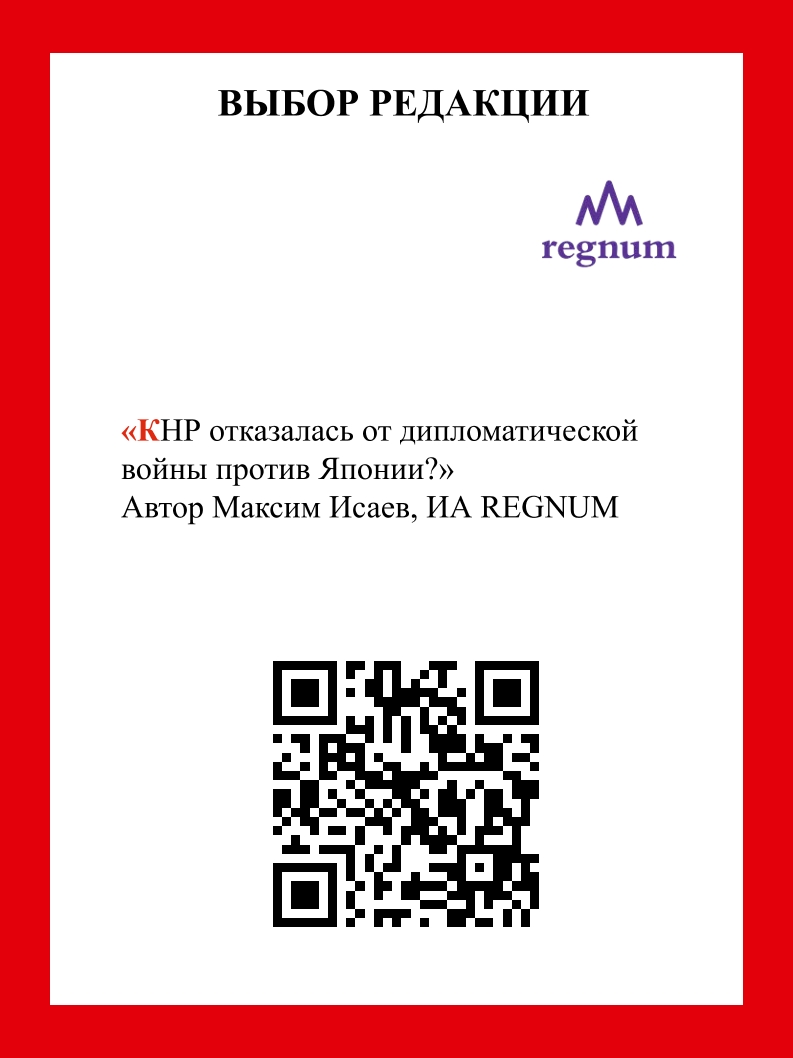 ВЫБОР РЕДАКЦИИ
regnum
«КНР отказалась от дипломатической
войны против Японии?»
Автор Максим Исаев, ИА REGNUM